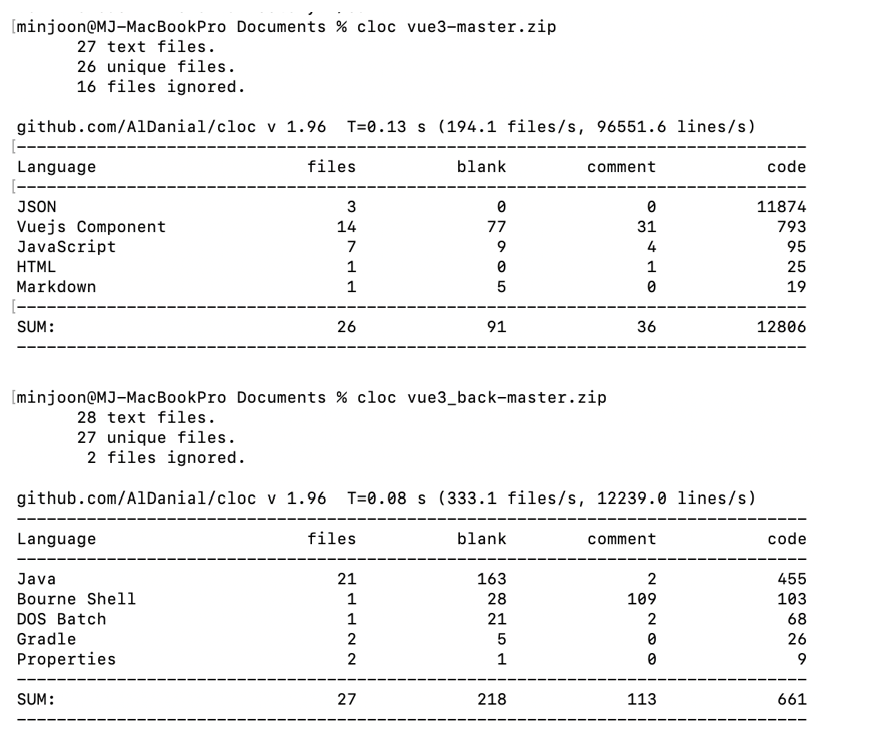 [minjoon@MJ-MacBookPro Documents % cloc vue3-master.zip
      27 text files.
      26 unique files.
      16 files ignored.
github.com/AlDanial/cloc v 1.96  T=0.13 s (194.1 files/s, 96551.6 lines/s)
[-------------------------------------------------------------------------------
Language                     files          blank        comment           code
[-------------------------------------------------------------------------------
JSON                             3              0              0          11874
Vuejs Component                 14             77             31            793
JavaScript                       7              9              4             95
HTML                             1              0              1             25
Markdown                         1              5              0             19
[-------------------------------------------------------------------------------
SUM:                            26             91             36          12806
-------------------------------------------------------------------------------
[minjoon@MJ-MacBookPro Documents % cloc vue3_back-master.zip
      28 text files.
      27 unique files.
       2 files ignored.
github.com/AlDanial/cloc v 1.96  T=0.08 s (333.1 files/s, 12239.0 lines/s)
-------------------------------------------------------------------------------
Language                     files          blank        comment           code
-------------------------------------------------------------------------------
Java                            21            163              2            455
Bourne Shell                     1             28            109            103
DOS Batch                        1             21              2             68
Gradle                           2              5              0             26
Properties                       2              1              0              9
-------------------------------------------------------------------------------
SUM:                            27            218            113            661
-------------------------------------------------------------------------------